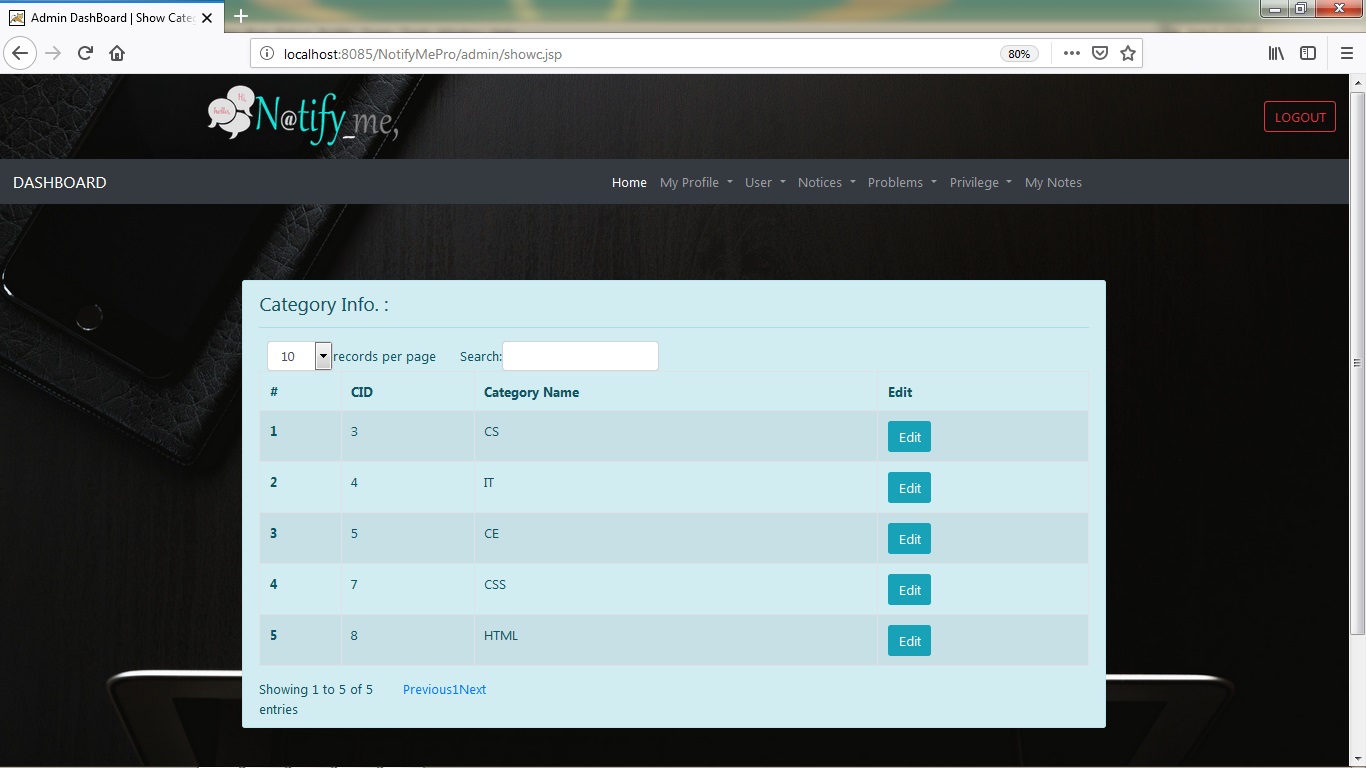 Admin DashBoard | Show Cate
localhost:8085/NotifyMePro/admin/showc.jsp 80%
Hi, hello, N@tify_me,
LOGOUT
DASHBOARD Home My Profile User Notices Problems Privilege My Notes
Category Info. :
10 records per page Search:
# CID Category Name Edit
1 3 CS Edit
2 4 IT Edit
3 5 CE Edit
4 7 CSS Edit
5 8 HTML Edit
Showing 1 to 5 of 5 Previous1Next
entries